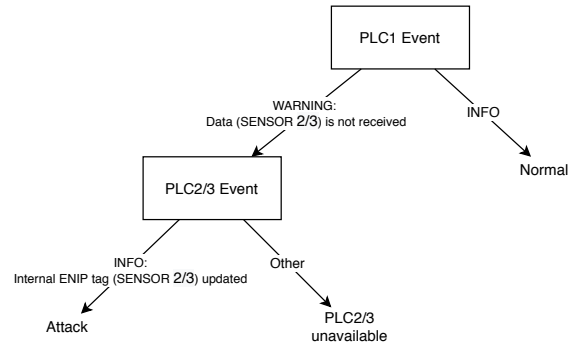 PLC1 Event
WARNING:
Data (SENSOR 2/3) is not received
INFO
Normal
PLC2/3 Event
INFO:
Internal ENIP tag (SENSOR 2/3) updated
Other
Attack
PLC2/3
unavailable